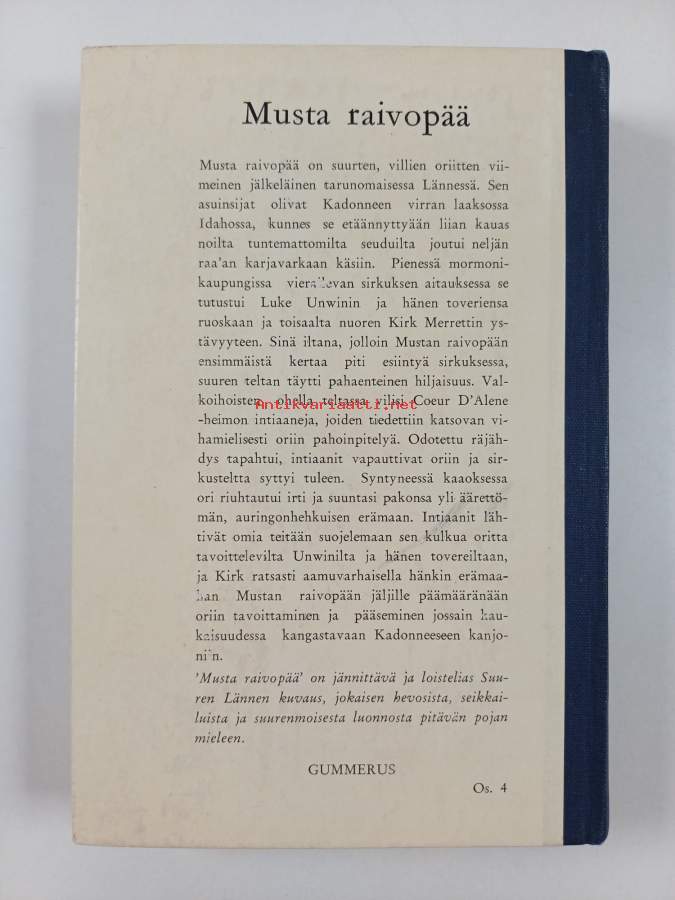 Musta raivopää
Musta raivopää on suurten, villien oriitten vii-
meinen jälkeläinen tarunomaisessa Lännessä. Sen
asuinsijat olivat Kadonneen virran laaksossa
Idahossa, kunnes se etäännyttyään liian kauas
noilta tuntemattomilta seuduilta joutui neljän
raa'an karjavarkaan käsiin. Pienessä mormoni-
kaupungissa vierailevan sirkuksen aitauksessa se
tutustui Luke Unwinin ja hänen toveriensa
ruoskaan ja toisaalta nuoren Kirk Merrettin ys-
tävyyteen. Sinä iltana, jolloin Mustan raivopään
ensimmäistä kertaa piti esiintyä sirkuksessa,
suuren teltan täytti pahaenteinen hiljaisuus. Val-
koihoisten ohella teltassa vilisi Coeur D'Alene
Antikvariaatti.net
-heimon intiaaneja, joiden tiedettiin katsovan vi-
hamielisesti oriin pahoinpitelyä. Odotettu räjäh-
dys tapahtui, intiaanit vapauttivat oriin ja sir-
kusteltta syttyi tuleen. Syntyneessä kaaoksessa
ori riuhtautui irti ja suuntasi pakonsa yli äärettö-
män, auringonhehkuisen erämaan. Intiaanit läh-
tivät omia teitään suojelemaan sen kulkua oritta
tavoittelevilta Unwinilta ja hänen tovereiltaan,
ja Kirk ratsasti aamuvarhaisella hänkin erämaa-
han Mustan raivopään jäljille päämääränään
oriin tavoittaminen ja pääseminen jossain kau-
kaisuudessa kangastavaan Kadonneeseen kanjo-
niin.
'Musta raivopää' on jännittävä ja loistelias Suu-
ren Lännen kuvaus, jokaisen hevosista, seikkai-
luista ja suurenmoisesta luonnosta pitävän pojan
mieleen.
GUMMERUS
Os. 4